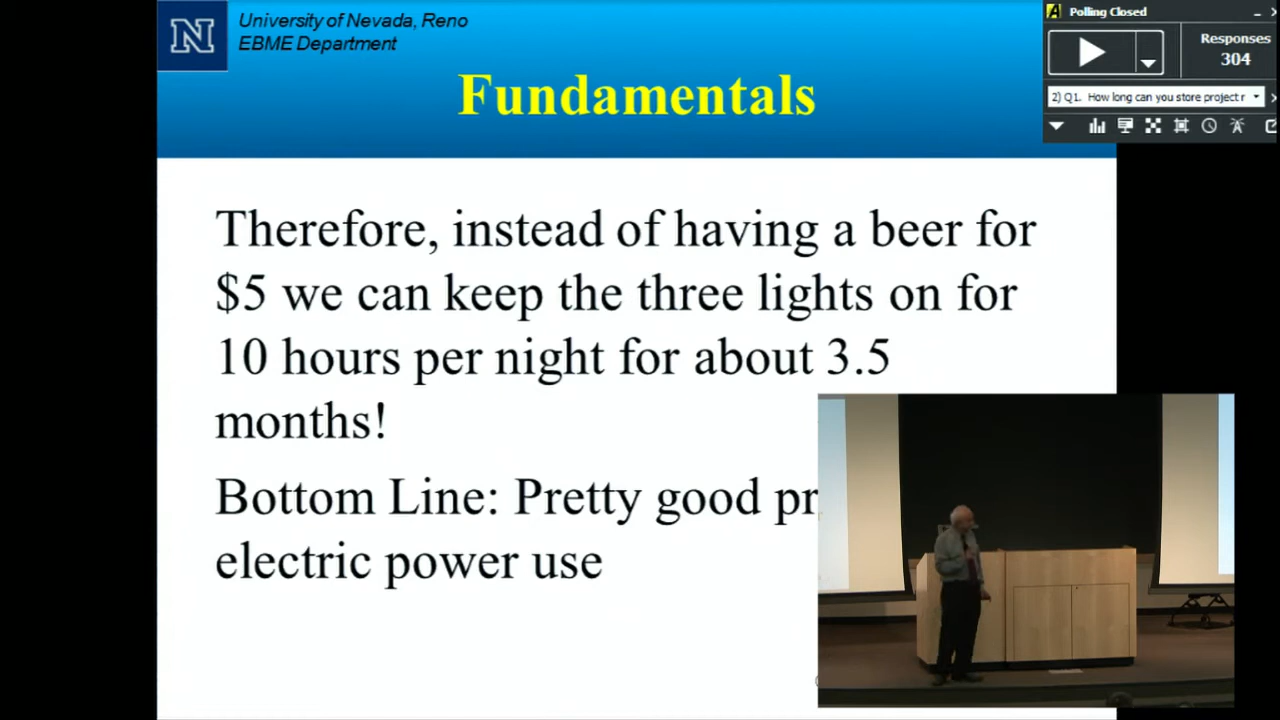 N
University of Nevada, Reno
EBME Department
Fundamentals
Polling Closed
Responses
304
2) Q1. How long can you store project r
Therefore, instead of having a beer for
$5 we can keep the three lights on for
10 hours per night for about 3.5
months!
Bottom Line: Pretty good pr
electric power use